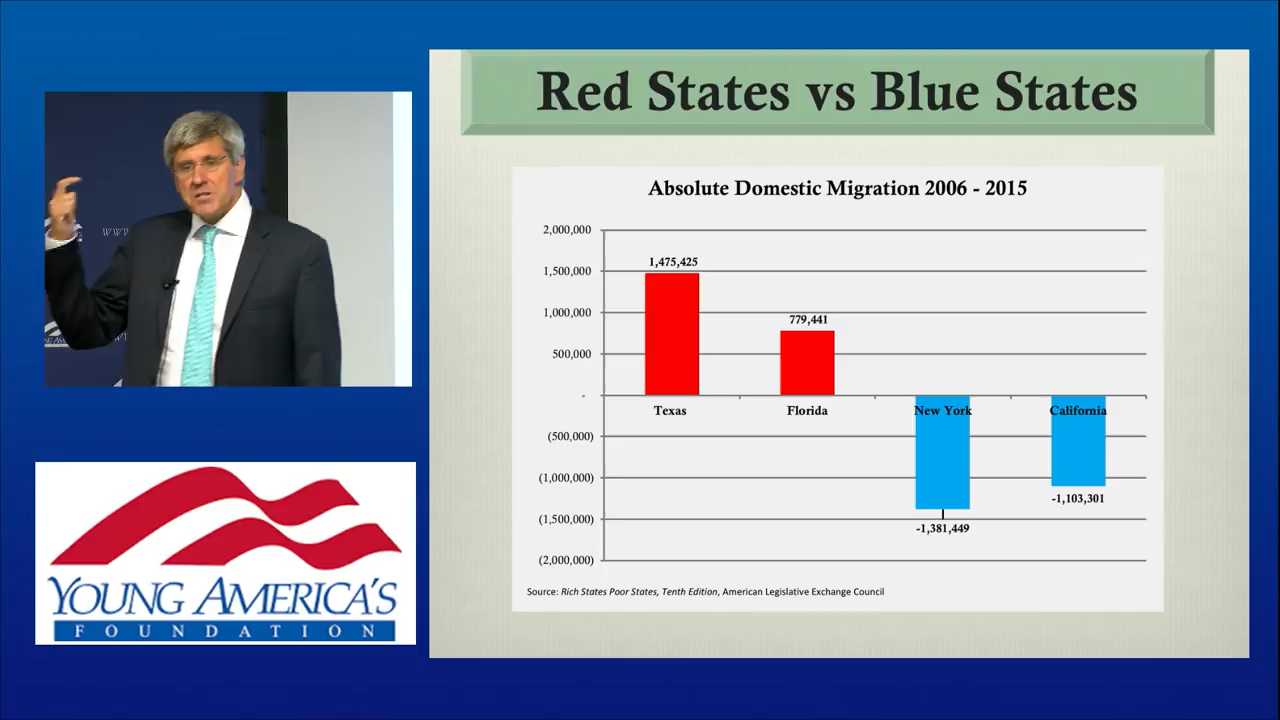 Red States vs Blue States
Absolute Domestic Migration 2006 - 2015
2,000,000
1,500,000
1,000,000
500,000
-
(500,000)
(1,000,000)
(1,500,000)
(2,000,000)
1,475,425
779,441
Texas
Florida
New York
California
-1,381,449
-1,103,301
Source: Rich States Poor States, Tenth Edition, American Legislative Exchange Council
WWW
YOUNG AMERICA'S
FOUNDATION